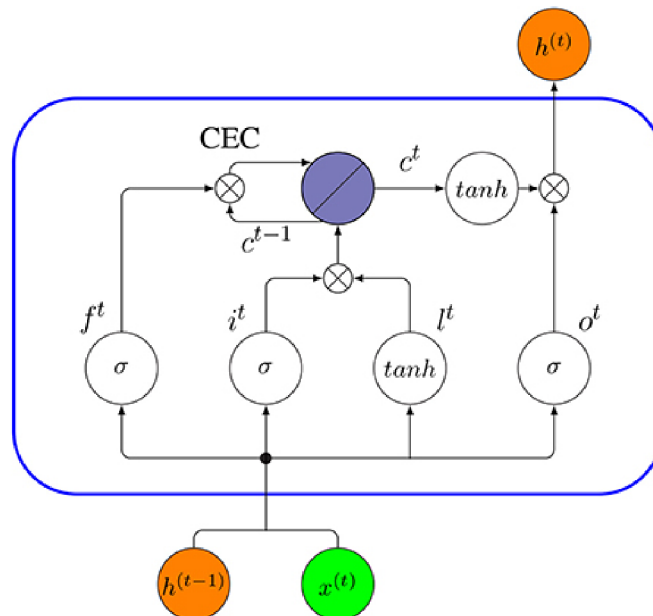 h^(t)
CEC
c^t
tanh
c^t-1
f^t
i^t
l^t
o^t
σ
σ
tanh
σ
h^(t-1)
x^(t)